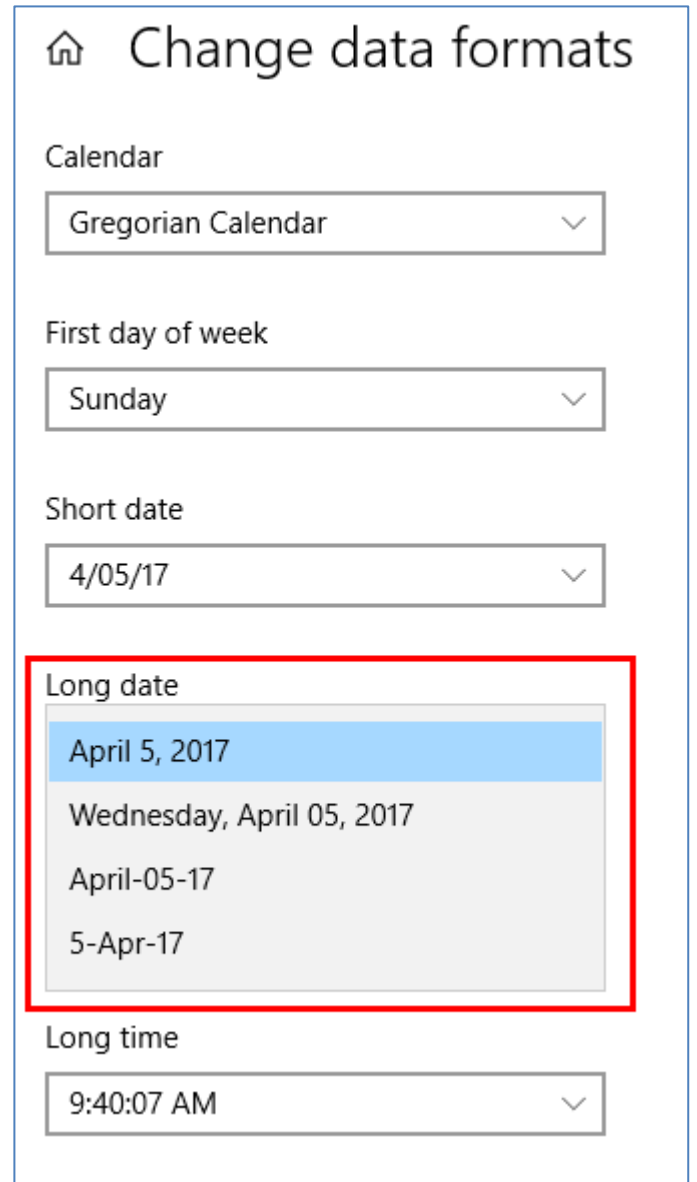 Change data formats
Calendar
Gregorian Calendar
First day of week
Sunday
Short date
4/05/17
Long date
April 5, 2017
Wednesday, April 05, 2017
April-05-17
5-Apr-17
Long time
9:40:07 AM